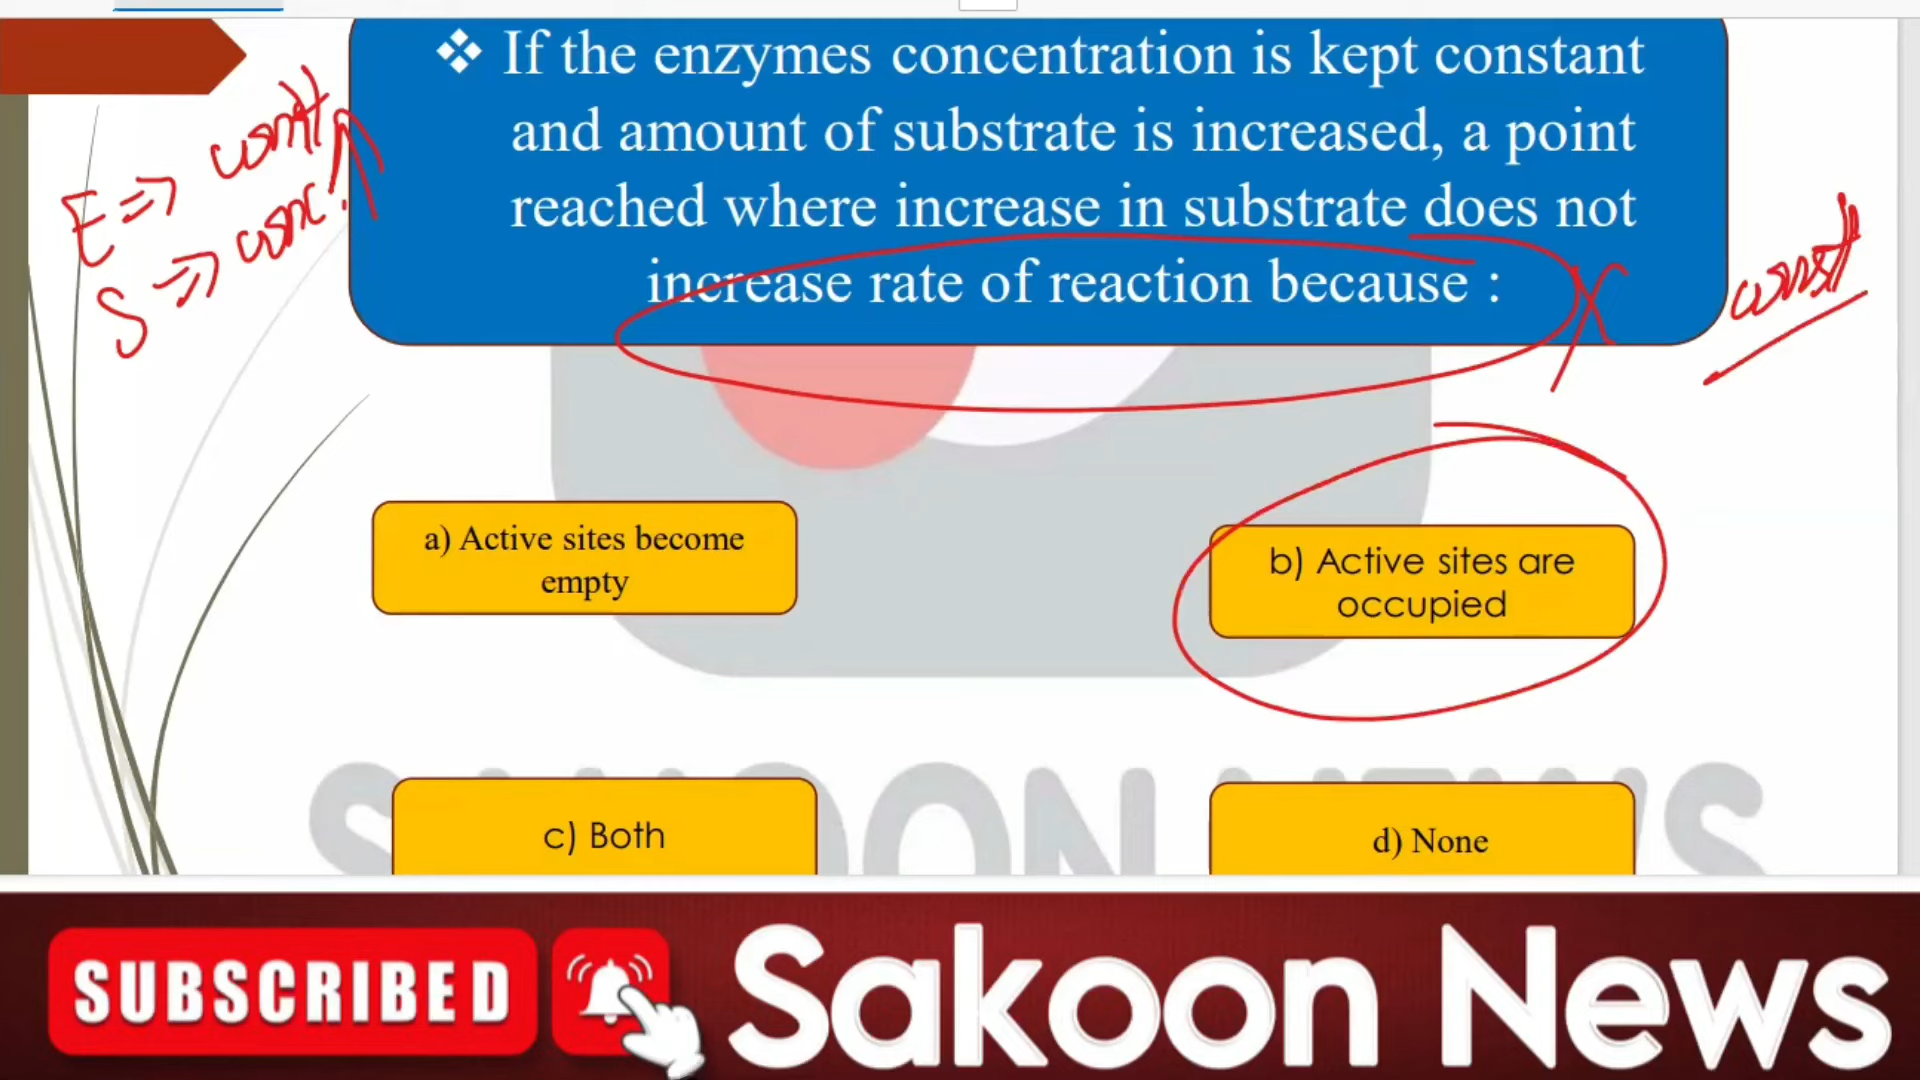 ❖ If the enzymes concentration is kept constant
and amount of substrate is increased, a point
reached where increase in substrate does not
increase rate of reaction because :
E => const
S => conc. ↑
const
a) Active sites become
empty
b) Active sites are
occupied
c) Both
d) None
SAKOON NEWS
SUBSCRIBED
Sakoon News